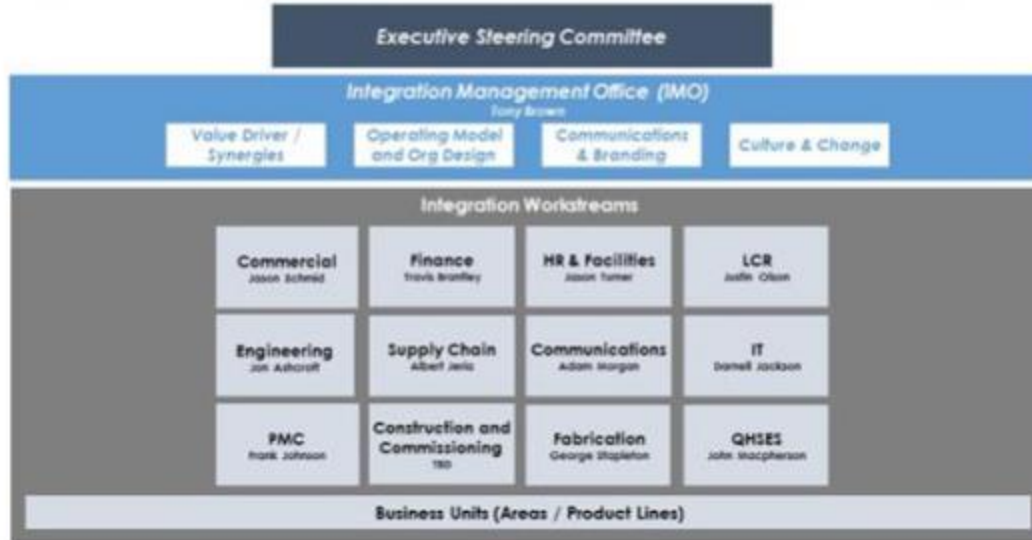 Executive Steering Committee
Integration Management Office (IMO)
Tony Brown
Value Driver / Operating Model Communications Culture & Change
Synergies and Org Design & Branding
Integration Workstreams
Commercial Finance HR & Facilities LCR
Jason Schmid Travis Brantley Jason Turner Justin Olson
Engineering Supply Chain Communications IT
Jon Ashcroft Albert Adam Morgan Darnell Jackson
PMC Construction and Commissioning Fabrication QHSES
Frank Johnson TBD George Stapleton John Macpherson
Business Units (Areas / Product Lines)